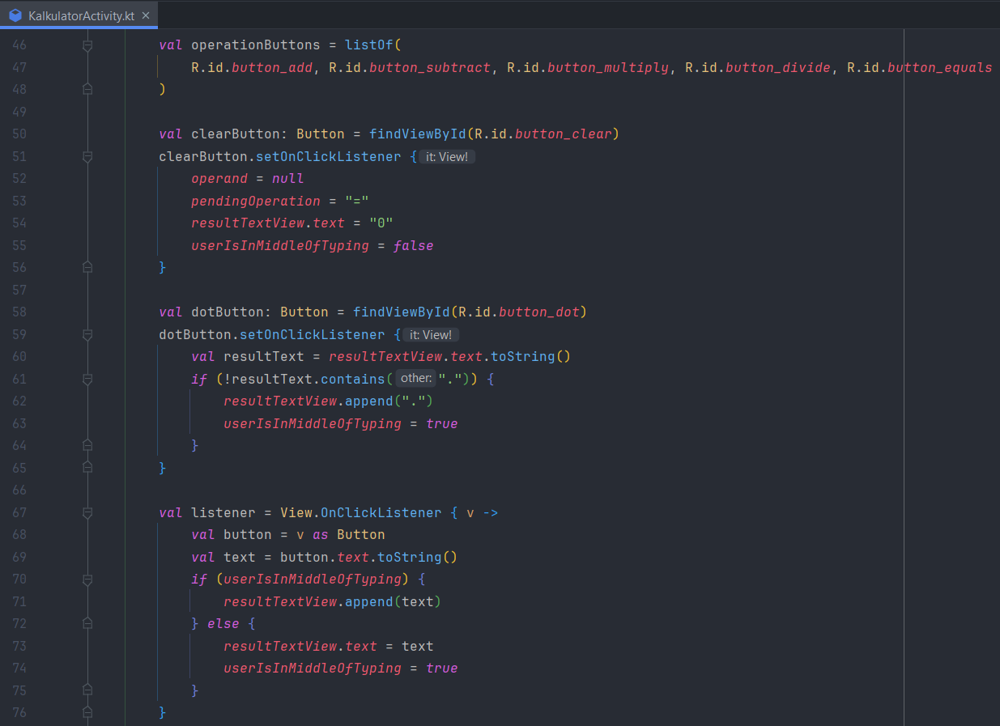 KalkulatorActivity.kt ×
46 val operationButtons = listOf(
47 R.id.button_add, R.id.button_subtract, R.id.button_multiply, R.id.button_divide, R.id.button_equals
48 )
49
50 val clearButton: Button = findViewById(R.id.button_clear)
51 clearButton.setOnClickListener { it: View!
52 operand = null
53 pendingOperation = "="
54 resultTextView.text = "0"
55 userIsInMiddleOfTyping = false
56 }
57
58 val dotButton: Button = findViewById(R.id.button_dot)
59 dotButton.setOnClickListener { it: View!
60 val resultText = resultTextView.text.toString()
61 if (!resultText.contains( other: ".")) {
62 resultTextView.append(".")
63 userIsInMiddleOfTyping = true
64 }
65 }
66
67 val listener = View.OnClickListener { v ->
68 val button = v as Button
69 val text = button.text.toString()
70 if (userIsInMiddleOfTyping) {
71 resultTextView.append(text)
72 } else {
73 resultTextView.text = text
74 userIsInMiddleOfTyping = true
75 }
76 }